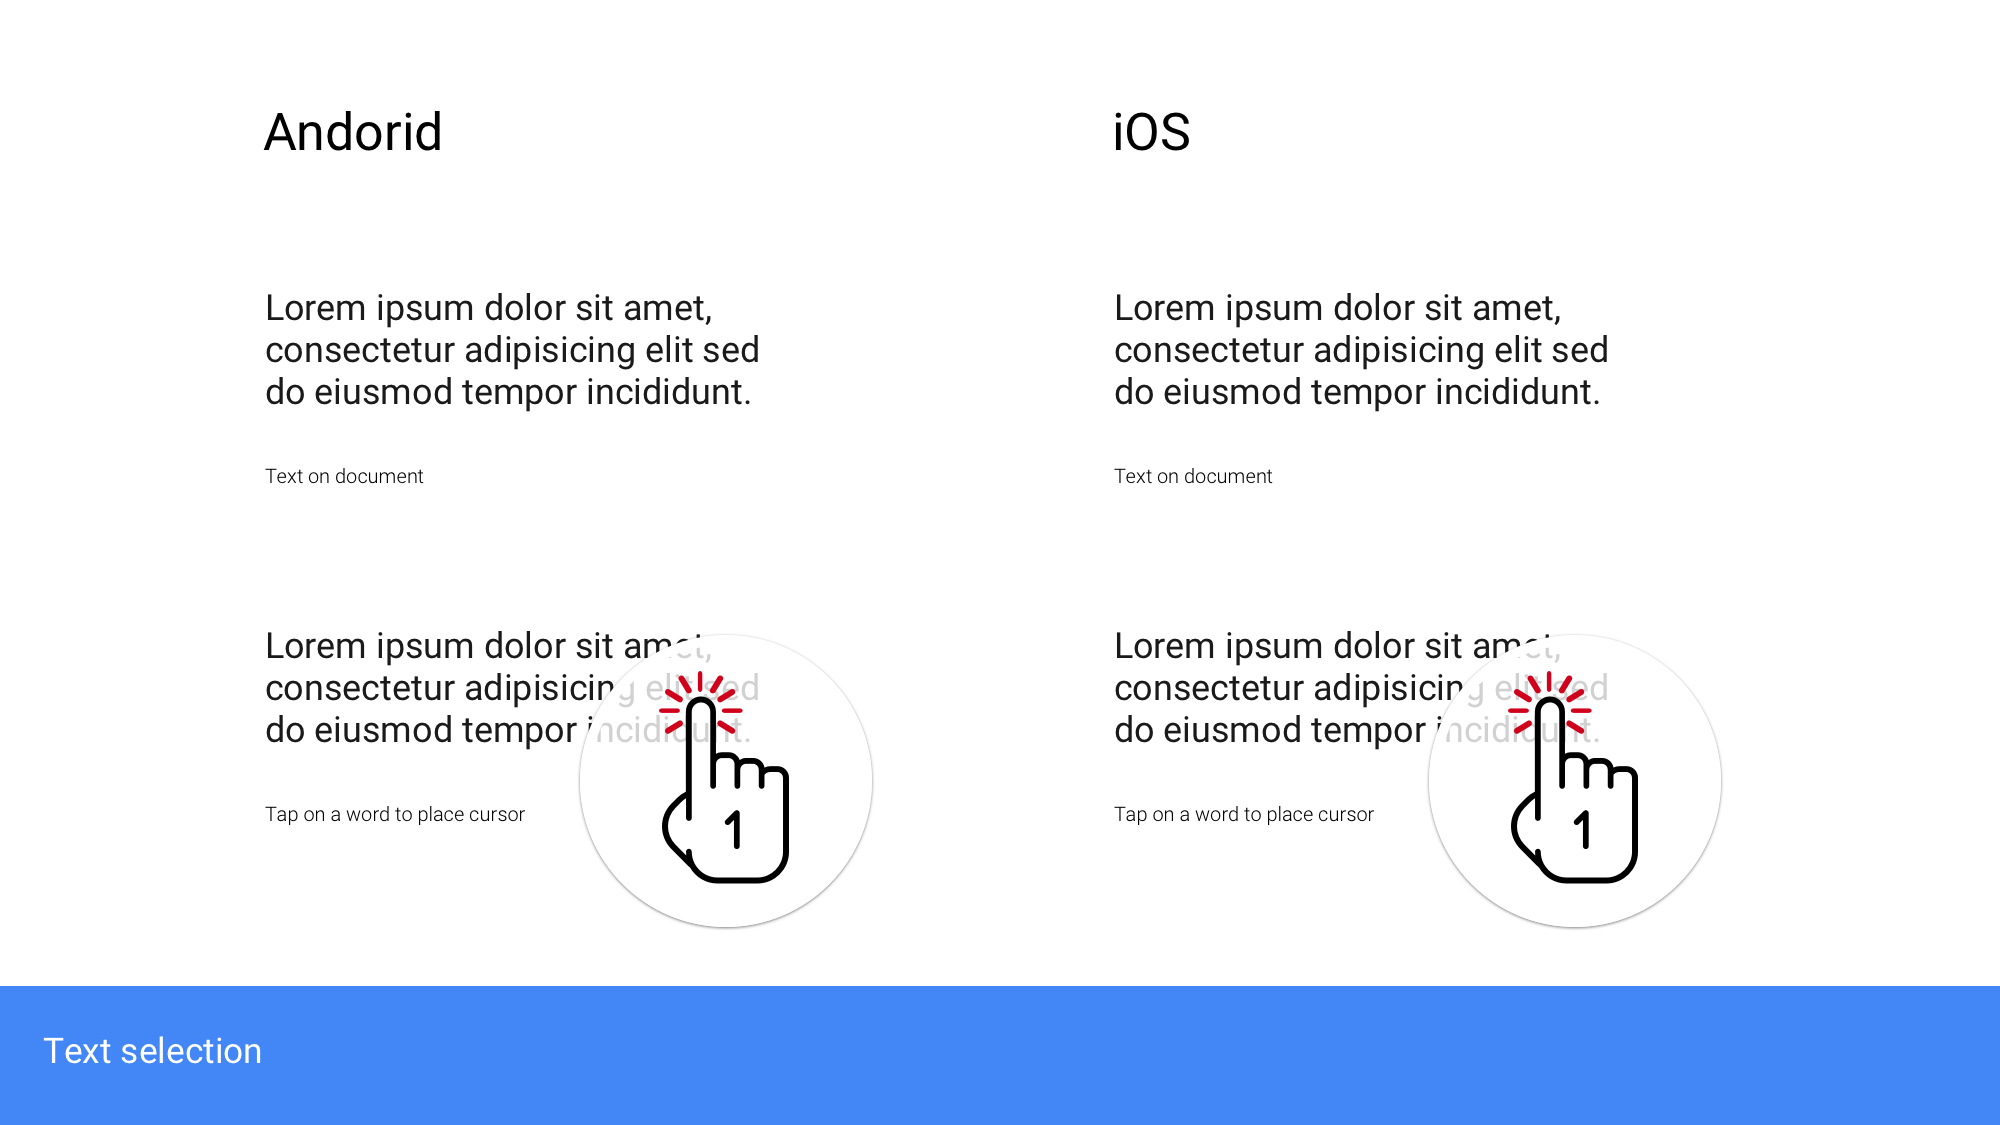 Andorid
Lorem ipsum dolor sit amet,
consectetur adipisicing elit sed
do eiusmod tempor incididunt.
Text on document
Lorem ipsum dolor sit amet,
consectetur adipisicing elit sed
do eiusmod tempor incididunt.
Tap on a word to place cursor
1
iOS
Lorem ipsum dolor sit amet,
consectetur adipisicing elit sed
do eiusmod tempor incididunt.
Text on document
Lorem ipsum dolor sit amet,
consectetur adipisicing elit sed
do eiusmod tempor incididunt.
Tap on a word to place cursor
1
Text selection